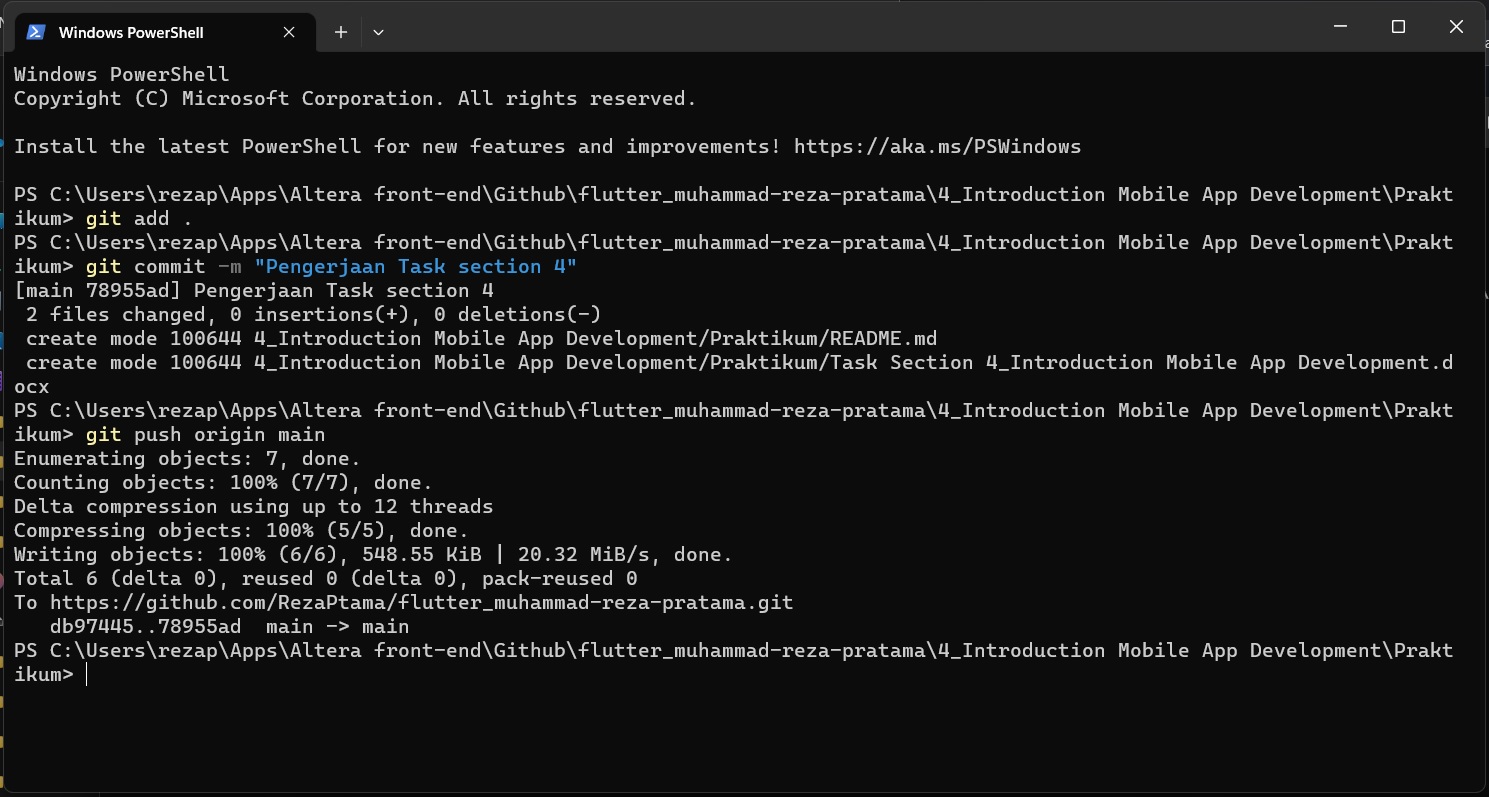 Windows PowerShell
Windows PowerShell
Copyright (C) Microsoft Corporation. All rights reserved.
Install the latest PowerShell for new features and improvements! https://aka.ms/PSWindows
PS C:\Users\rezap\Apps\Altera front-end\Github\flutter_muhammad-reza-pratama\4_Introduction Mobile App Development\Prakt
ikum> git add .
PS C:\Users\rezap\Apps\Altera front-end\Github\flutter_muhammad-reza-pratama\4_Introduction Mobile App Development\Prakt
ikum> git commit -m "Pengerjaan Task section 4"
[main 78955ad] Pengerjaan Task section 4
 2 files changed, 0 insertions(+), 0 deletions(-)
 create mode 100644 4_Introduction Mobile App Development/Praktikum/README.md
 create mode 100644 4_Introduction Mobile App Development/Praktikum/Task Section 4_Introduction Mobile App Development.d
ocx
PS C:\Users\rezap\Apps\Altera front-end\Github\flutter_muhammad-reza-pratama\4_Introduction Mobile App Development\Prakt
ikum> git push origin main
Enumerating objects: 7, done.
Counting objects: 100% (7/7), done.
Delta compression using up to 12 threads
Compressing objects: 100% (5/5), done.
Writing objects: 100% (6/6), 548.55 KiB | 20.32 MiB/s, done.
Total 6 (delta 0), reused 0 (delta 0), pack-reused 0
To https://github.com/RezaPtama/flutter_muhammad-reza-pratama.git
   db97445..78955ad  main -> main
PS C:\Users\rezap\Apps\Altera front-end\Github\flutter_muhammad-reza-pratama\4_Introduction Mobile App Development\Prakt
ikum>